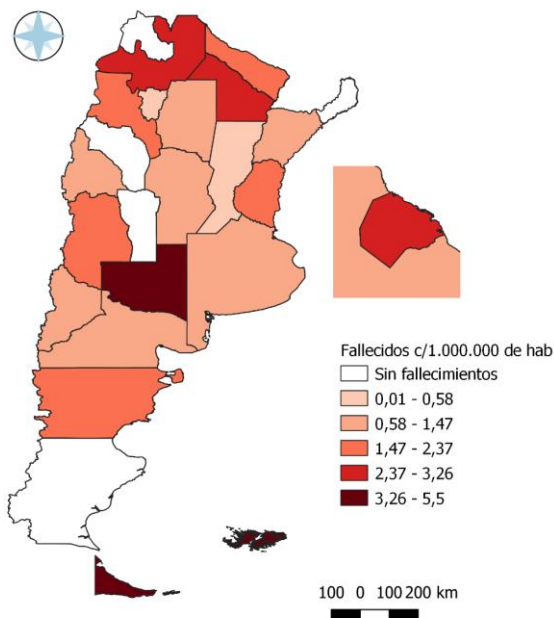 Fallecidos c/1.000.000 de hab
Sin fallecimientos
0,01 - 0,58
0,58 - 1,47
1,47 - 2,37
2,37 - 3,26
3,26 - 5,5
100 0 100 200 km